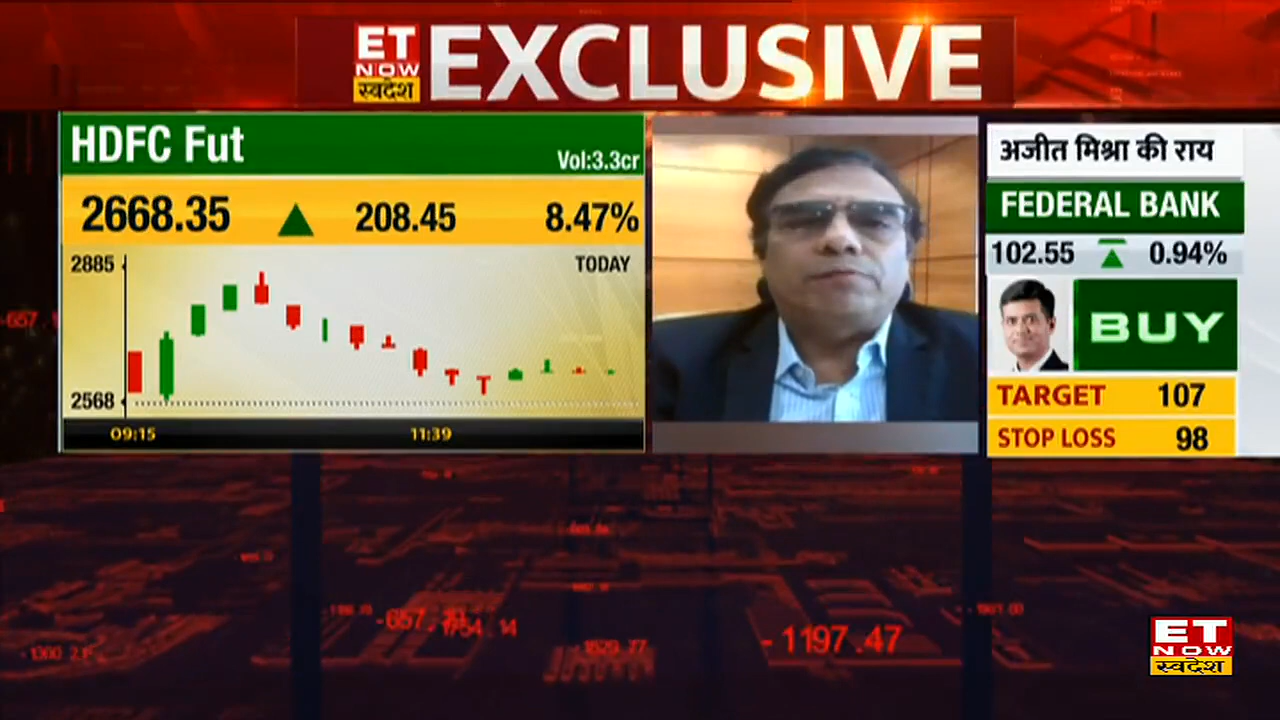 ET
NOW
स्वदेश
EXCLUSIVE
HDFC Fut
Vol:3.3cr
2668.35 ▲ 208.45 8.47%
2885
TODAY
2568
09:15 11:39
अजीत मिश्रा की राय
FEDERAL BANK
102.55 ▲ 0.94%
BUY
TARGET 107
STOP LOSS 98
-657.
- 1197.47
ET
NOW
स्वदेश